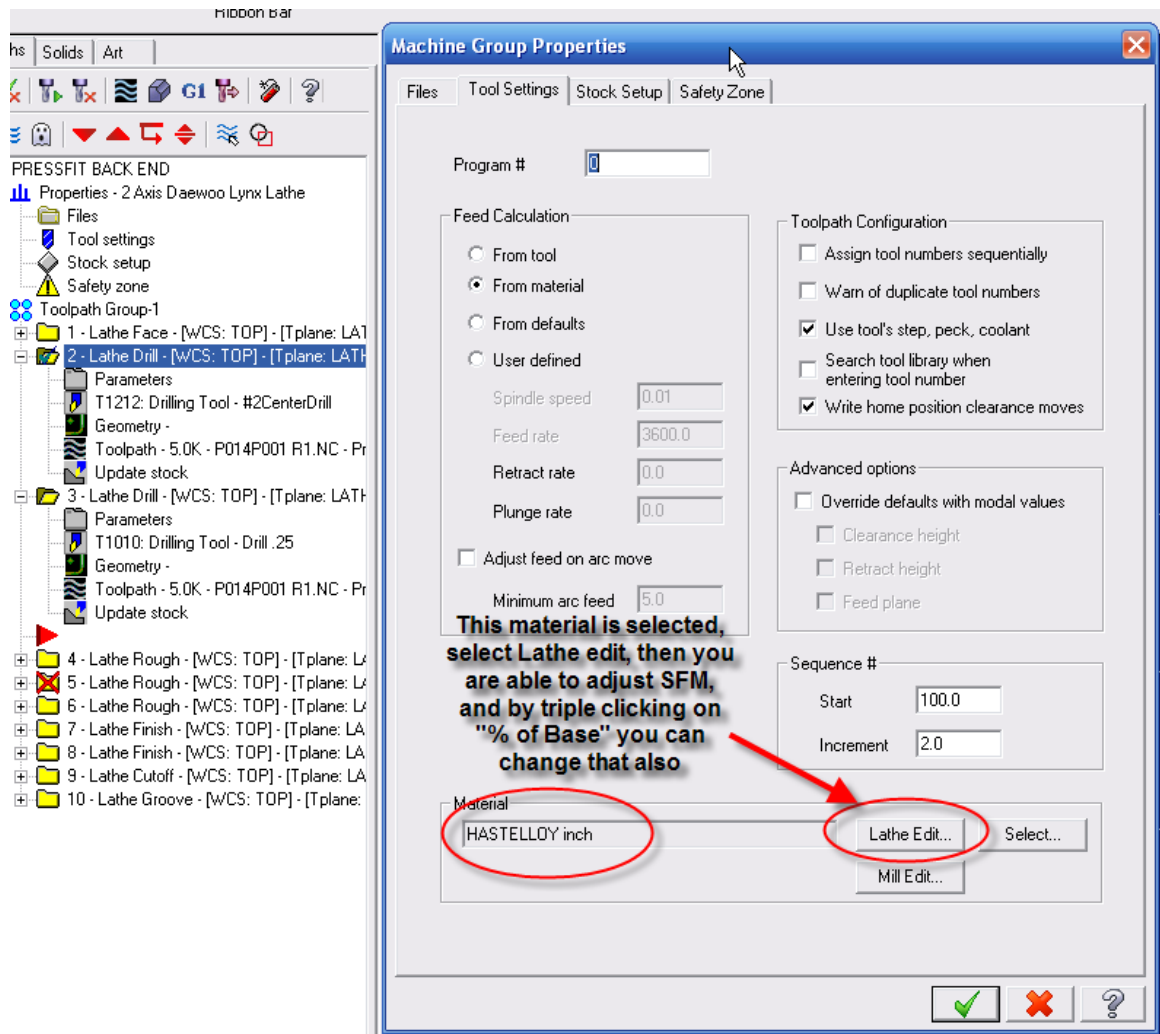 Ribbon Bar
hs Solids Art
G1
PRESSFIT BACK END
Properties - 2 Axis Daewoo Lynx Lathe
Files
Tool settings
Stock setup
Safety zone
Toolpath Group-1
1 - Lathe Face - [WCS: TOP] - [Tplane: LAT
2 - Lathe Drill - [WCS: TOP] - [Tplane: LATH
Parameters
T1212: Drilling Tool - #2CenterDrill
Geometry -
Toolpath - 5.0K - P014P001 R1.NC - Pr
Update stock
3 - Lathe Drill - [WCS: TOP] - [Tplane: LATH
Parameters
T1010: Drilling Tool - Drill .25
Geometry -
Toolpath - 5.0K - P014P001 R1.NC - Pr
Update stock
4 - Lathe Rough - [WCS: TOP] - [Tplane: LA
5 - Lathe Rough - [WCS: TOP] - [Tplane: LA
6 - Lathe Rough - [WCS: TOP] - [Tplane: LA
7 - Lathe Finish - [WCS: TOP] - [Tplane: LA
8 - Lathe Finish - [WCS: TOP] - [Tplane: LA
9 - Lathe Cutoff - [WCS: TOP] - [Tplane: LA
10 - Lathe Groove - [WCS: TOP] - [Tplane:
Machine Group Properties
Files Tool Settings Stock Setup Safety Zone
Program # 0
Feed Calculation
From tool
From material
From defaults
User defined
Spindle speed 0.01
Feed rate 3600.0
Retract rate 0.0
Plunge rate 0.0
Adjust feed on arc move
Minimum arc feed 5.0
Toolpath Configuration
Assign tool numbers sequentially
Warn of duplicate tool numbers
Use tool's step, peck, coolant
Search tool library when
entering tool number
Write home position clearance moves
Advanced options
Override defaults with modal values
Clearance height
Retract height
Feed plane
This material is selected,
select Lathe edit, then you
are able to adjust SFM,
and by triple clicking on
"% of Base" you can
change that also
Sequence #
Start 100.0
Increment 2.0
Material
HASTELLOY inch
Lathe Edit... Select...
Mill Edit...